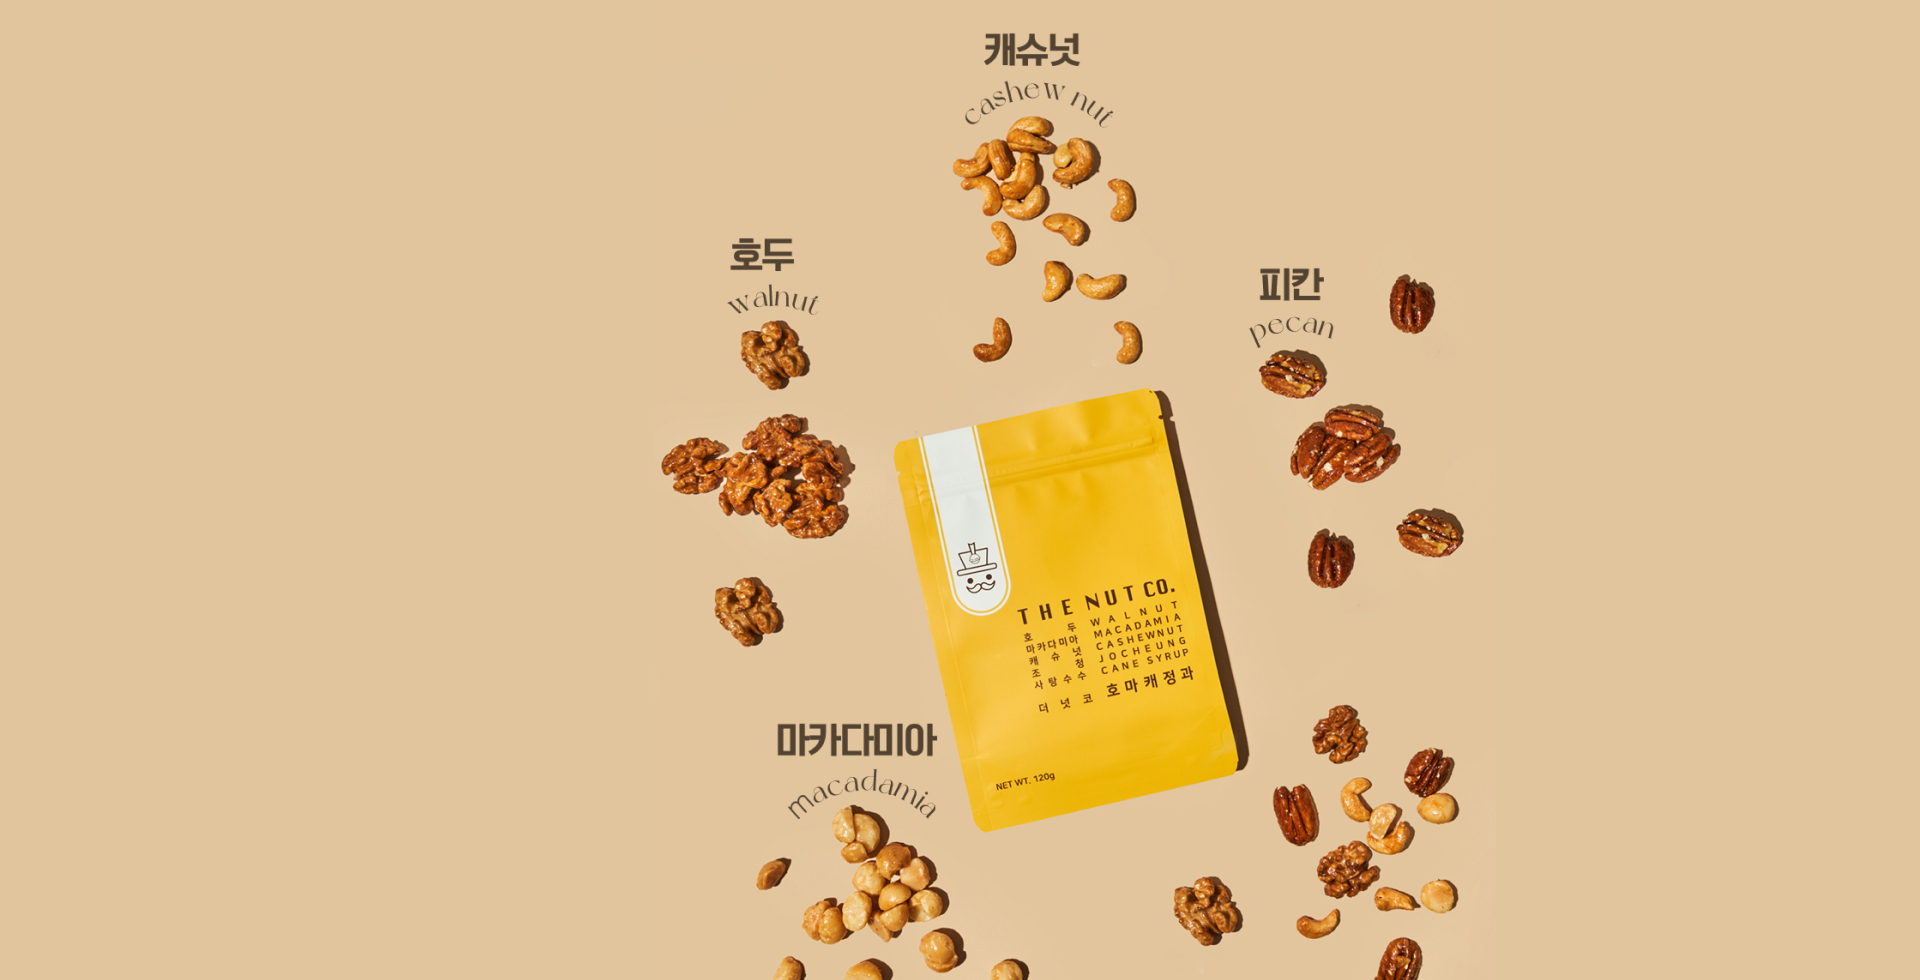 캐슈넛
cashew nut
호두
walnut
피칸
pecan
THE NUT CO.
호두 WALNUT
마카다미아 MACADAMIA
캐슈넛 CASHEWNUT
조청 JOCHEUNG
사탕수수 CANE SYRUP
더넛코 호마캐정과
NET WT. 120g
마카다미아
macadamia